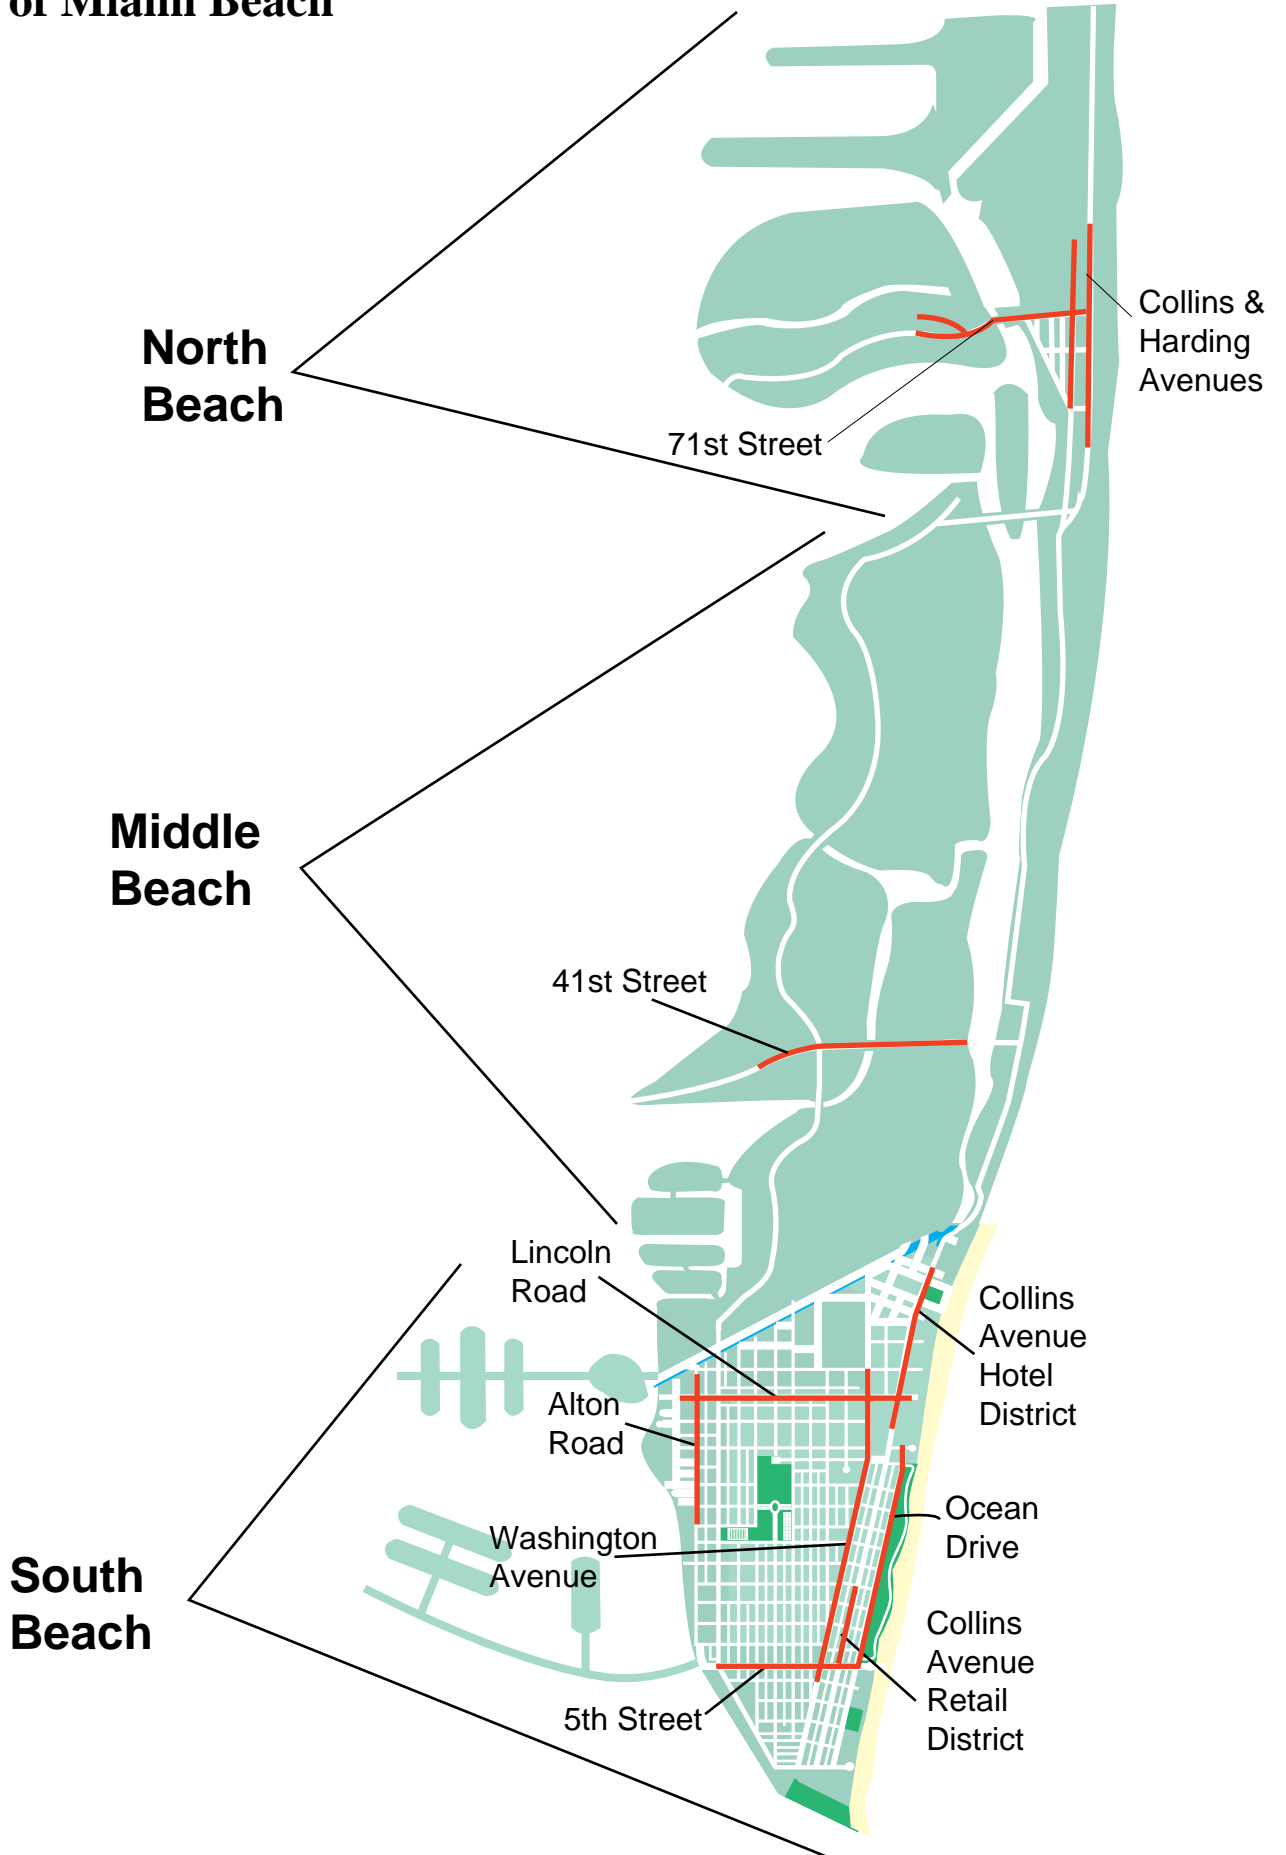 of Miami Beach
North
Beach
Collins &
Harding
Avenues
71st Street
Middle
Beach
41st Street
Lincoln
Road
Collins
Avenue
Hotel
District
Alton
Road
Ocean
Drive
Washington
Avenue
South
Beach
Collins
Avenue
Retail
District
5th Street